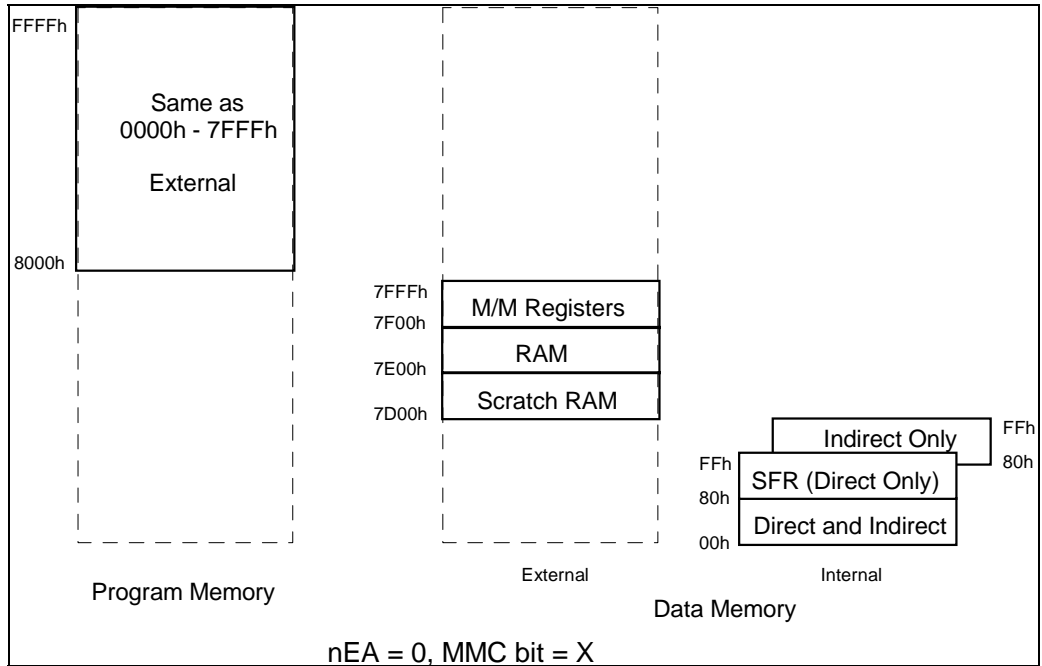 FFFFh
Same as
0000h - 7FFFh
External
8000h
7FFFh
M/M Registers
7F00h
RAM
7E00h
Scratch RAM
7D00h
Indirect Only
FFh
80h
FFh
SFR (Direct Only)
80h
Direct and Indirect
00h
External
Internal
Program Memory
Data Memory
nEA = 0, MMC bit = X